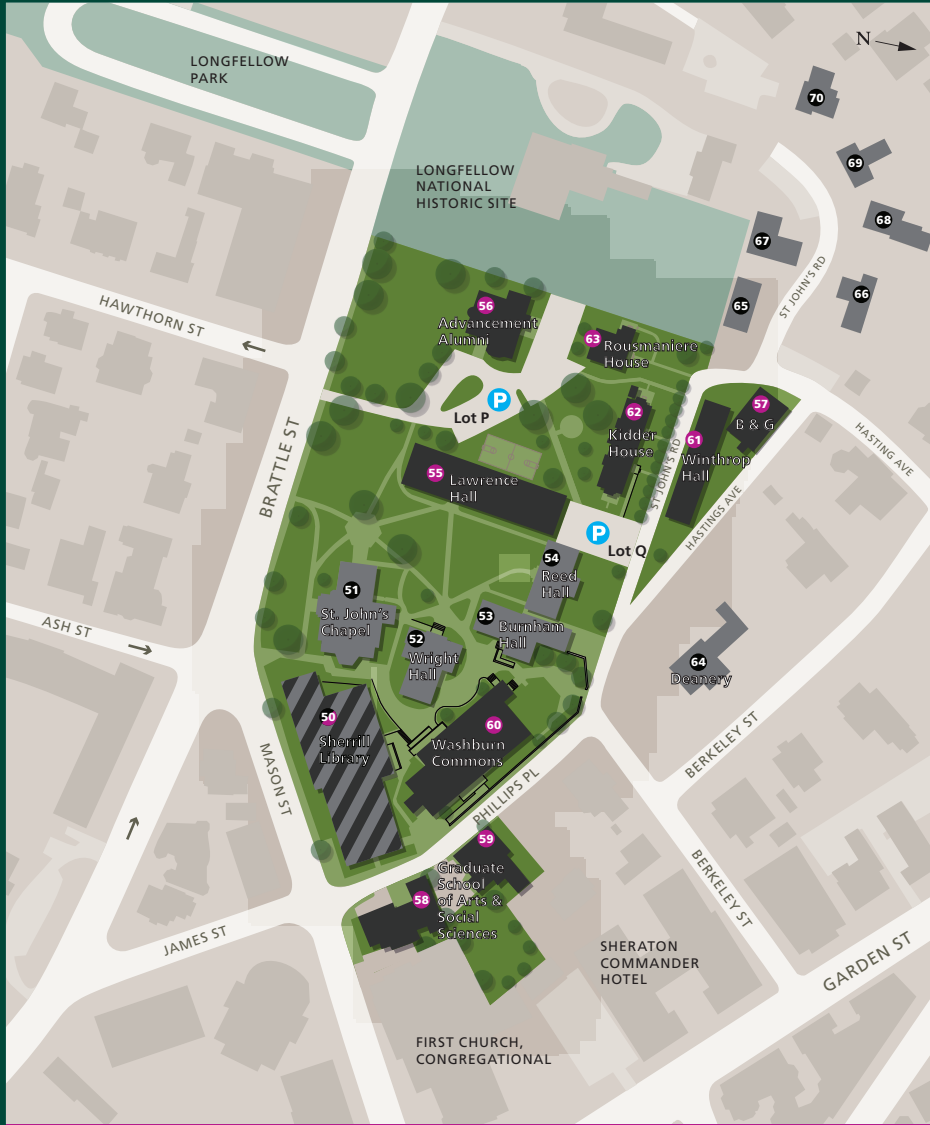 LONGFELLOW
PARK
N
70
69
LONGFELLOW
NATIONAL
HISTORIC SITE
68
67
ST JOHN'S RD
66
65
HAWTHORN ST
56
Advancement
Alumni
63
Rousmaniere
House
P
Lot P
62
Kidder
House
57
B & G
61
Winthrop
Hall
HASTING AVE
ST JOHN'S RD
HASTINGS AVE
BRATTLE ST
55
Lawrence
Hall
P
Lot Q
54
Reed
Hall
51
St. John's
Chapel
53
Burnham
Hall
52
Wright
Hall
ASH ST
64
Deanery
50
Sherrill
Library
60
Washburn
Commons
BERKELEY ST
MASON ST
PHILLIPS PL
59
Graduate
School
of Arts &
Social
Sciences
58
BERKELEY ST
JAMES ST
SHERATON
COMMANDER
HOTEL
GARDEN ST
FIRST CHURCH,
CONGREGATIONAL